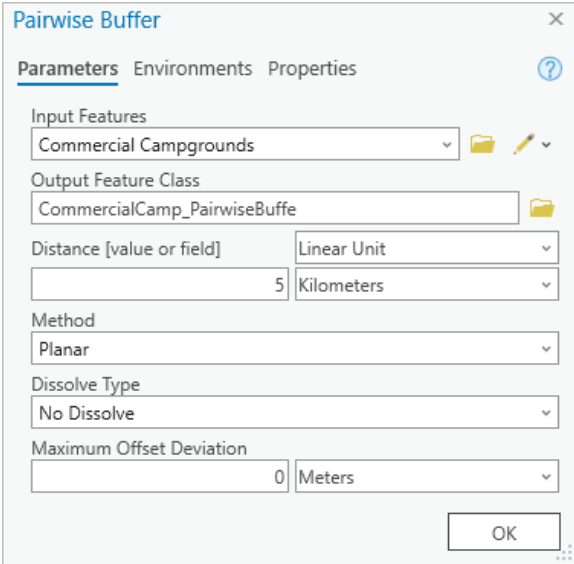 Pairwise Buffer
Parameters Environments Properties
Input Features
Commercial Campgrounds
Output Feature Class
CommercialCamp_PairwiseBuffe
Distance [value or field] Linear Unit
5 Kilometers
Method
Planar
Dissolve Type
No Dissolve
Maximum Offset Deviation
0 Meters
OK